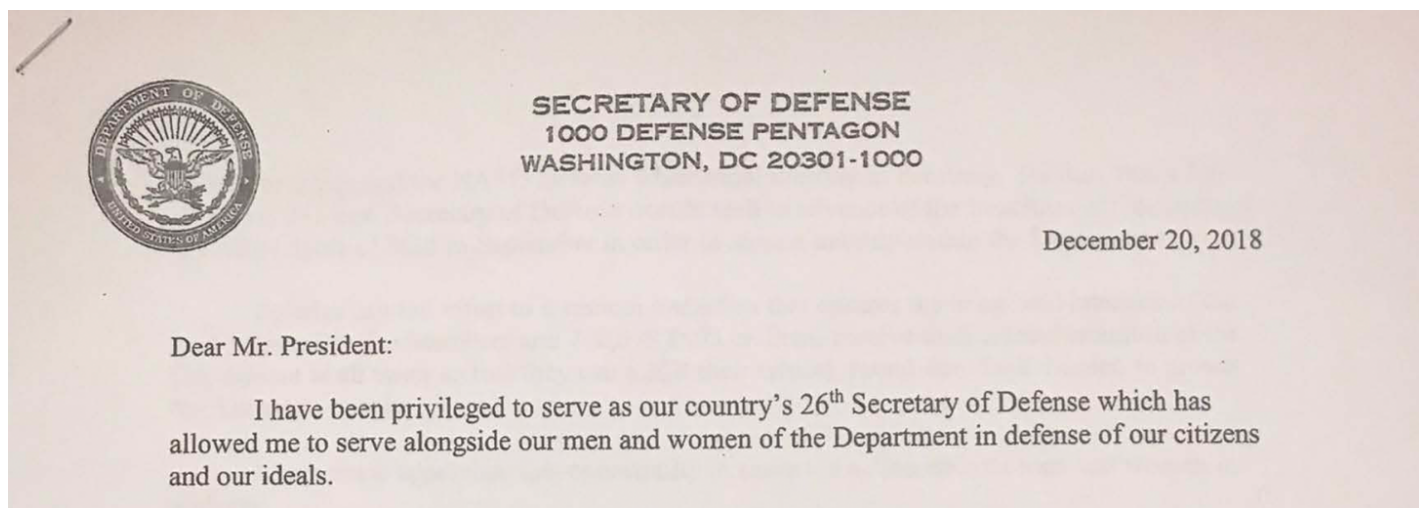 DEPARTMENT OF DEFENSE
UNITED STATES OF AMERICA
SECRETARY OF DEFENSE
1000 DEFENSE PENTAGON
WASHINGTON, DC 20301-1000
December 20, 2018
Dear Mr. President:
I have been privileged to serve as our country’s 26th Secretary of Defense which has
allowed me to serve alongside our men and women of the Department in defense of our citizens
and our ideals.